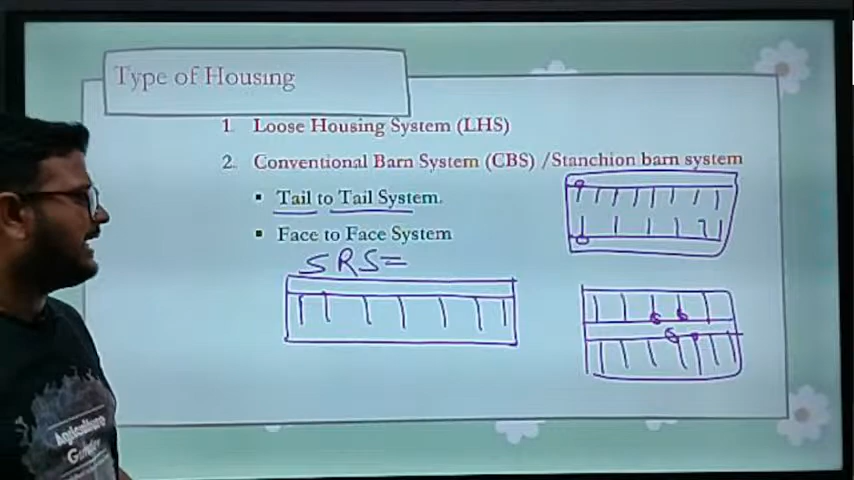 Type of Housing
1. Loose Housing System (LHS)
2. Conventional Barn System (CBS) /Stanchion barn system
▪ Tail to Tail System.
▪ Face to Face System
SRS=
Agriculture